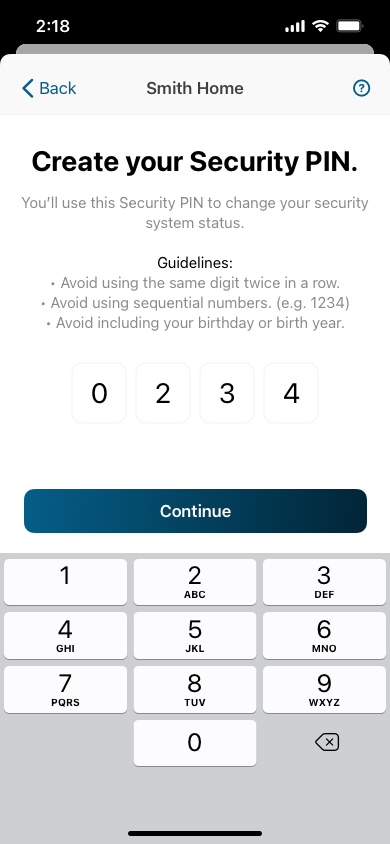 2:18
Back
Smith Home
?
Create your Security PIN.
You’ll use this Security PIN to change your security
system status.
Guidelines:
• Avoid using the same digit twice in a row.
• Avoid using sequential numbers. (e.g. 1234)
• Avoid including your birthday or birth year.
0 2 3 4
Continue
1 2 3
ABC DEF
4 5 6
GHI JKL MNO
7 8 9
PQRS TUV WXYZ
0